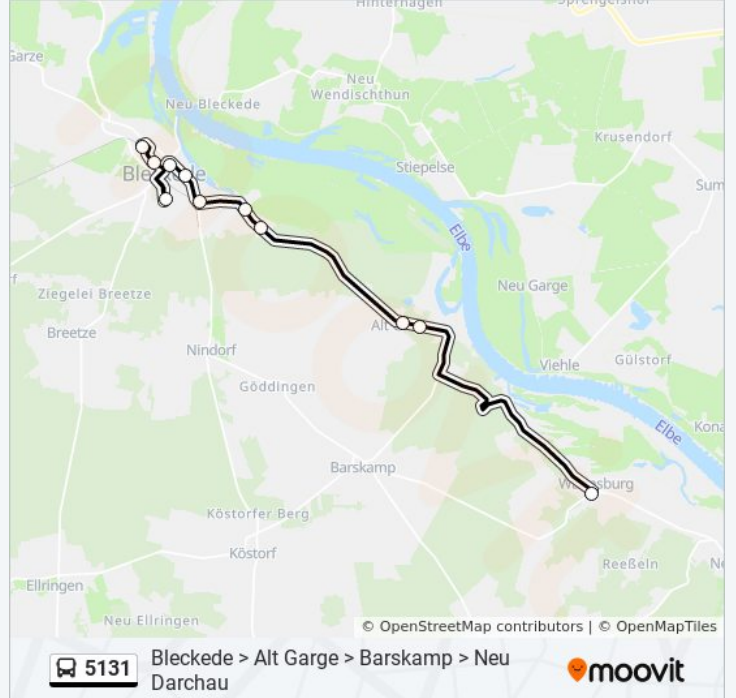 Hinterhagen
Sprengelshof
Garze
Neu
Wendischthun
Neu Bleckede
Krusendorf
Stiepelse
Sum
Elbe
Ziegelei Breetze
Neu Garge
Breetze
Alt
Nindorf
Viehle
Gülstorf
Göddingen
Elbe
Kona
Barskamp
Köstorfer Berg
Köstorf
Reeßeln
Ne
Ellringen
Neu Ellringen
© OpenStreetMap contributors | © OpenMapTiles
5131
Bleckede > Alt Garge > Barskamp > Neu
Darchau
moovit